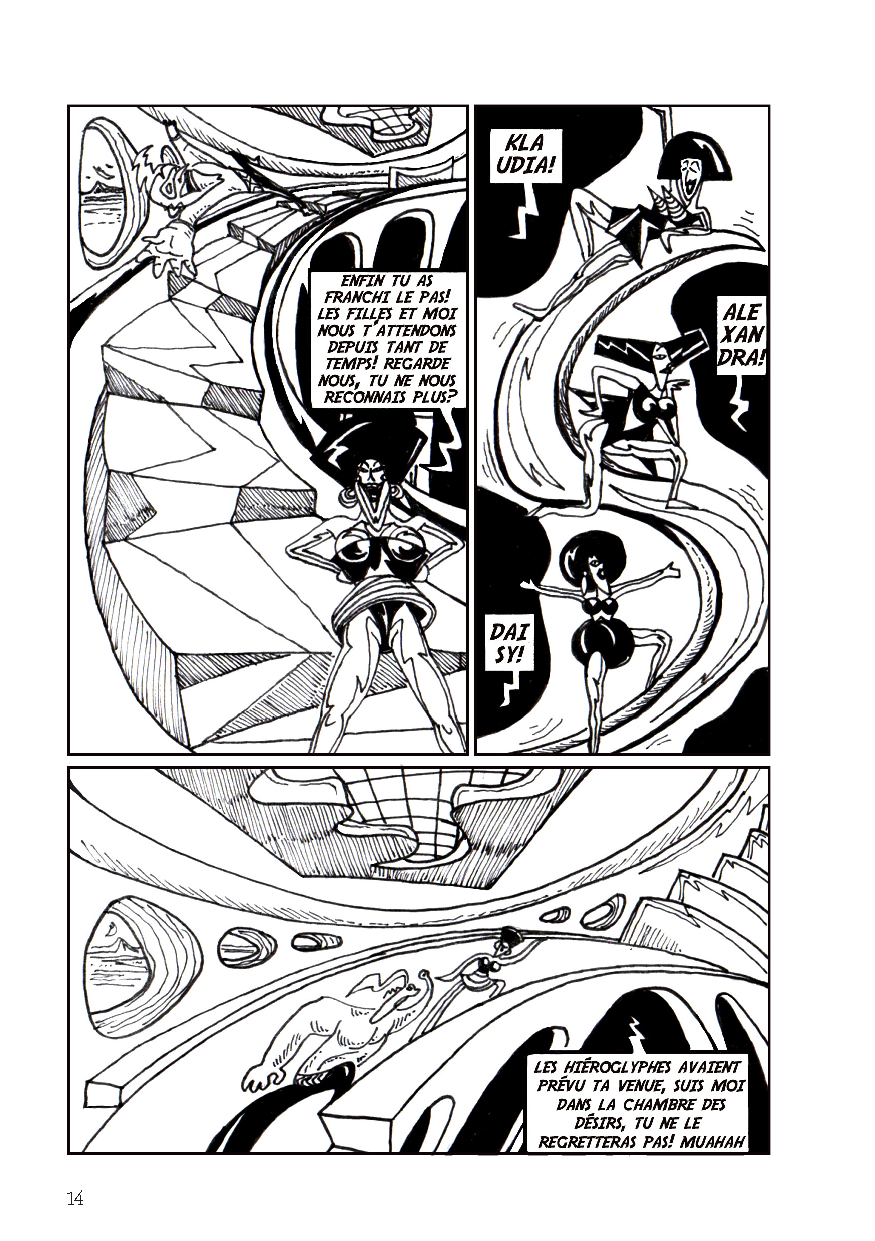 ENFIN TU AS
FRANCHI LE PAS!
LES FILLES ET MOI
NOUS T'ATTENDONS
DEPUIS TANT DE
TEMPS! REGARDE
NOUS, TU NE NOUS
RECONNAIS PLUS?
KLA
UDIA!
ALE
XAN
DRA!
DAI
SY!
LES HIÉROGLYPHES AVAIENT
PRÉVU TA VENUE, SUIS MOI
DANS LA CHAMBRE DES
DÉSIRS, TU NE LE
REGRETTERAS PAS! MUAHAH
14